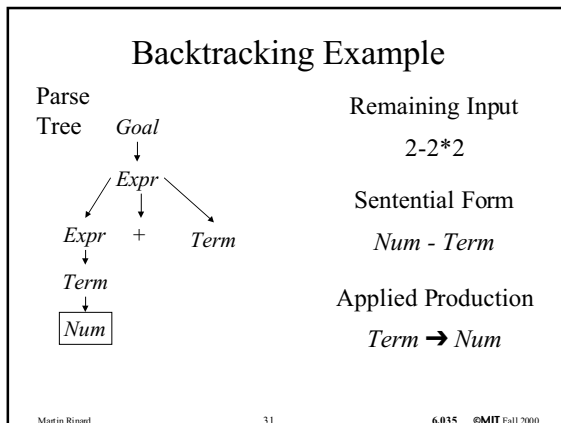 Backtracking Example
Parse
Tree
Goal
Expr
Expr + Term
Term
Num
Remaining Input
2-2*2
Sentential Form
Num - Term
Applied Production
Term → Num
Martin Rinard 31 6.035 ©MIT Fall 2000